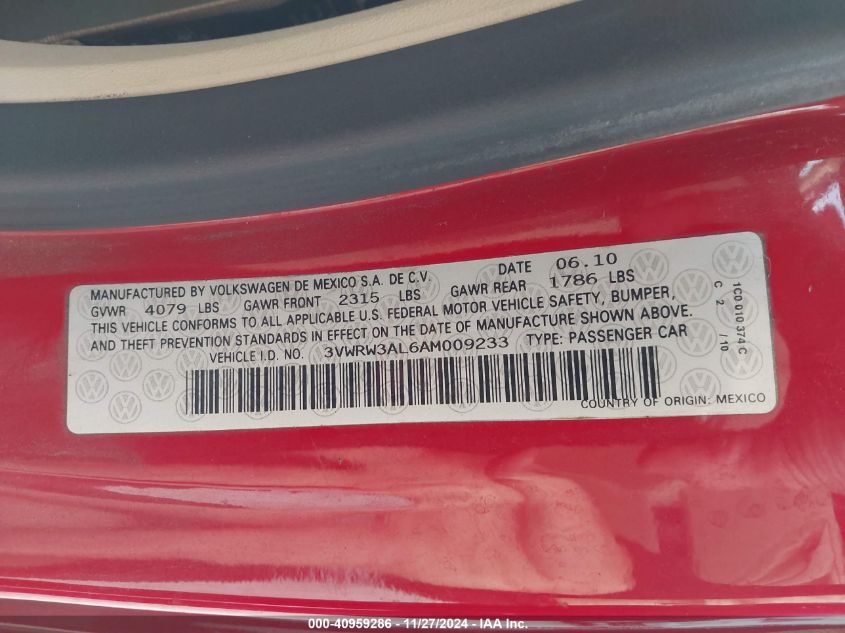 MANUFACTURED BY VOLKSWAGEN DE MEXICO S.A. DE C.V. DATE 06.10
GVWR 4079 LBS GAWR FRONT 2315 LBS GAWR REAR 1786 LBS
THIS VEHICLE CONFORMS TO ALL APPLICABLE U.S. FEDERAL MOTOR VEHICLE SAFETY, BUMPER,
AND THEFT PREVENTION STANDARDS IN EFFECT ON THE DATE OF MANUFACTURE SHOWN ABOVE.
VEHICLE I.D. NO. 3VWRW3AL6AM009233 TYPE: PASSENGER CAR
COUNTRY OF ORIGIN: MEXICO
1C0 010 374 C
C 2 /10
000-40959286 - 11/27/2024 - IAA Inc.